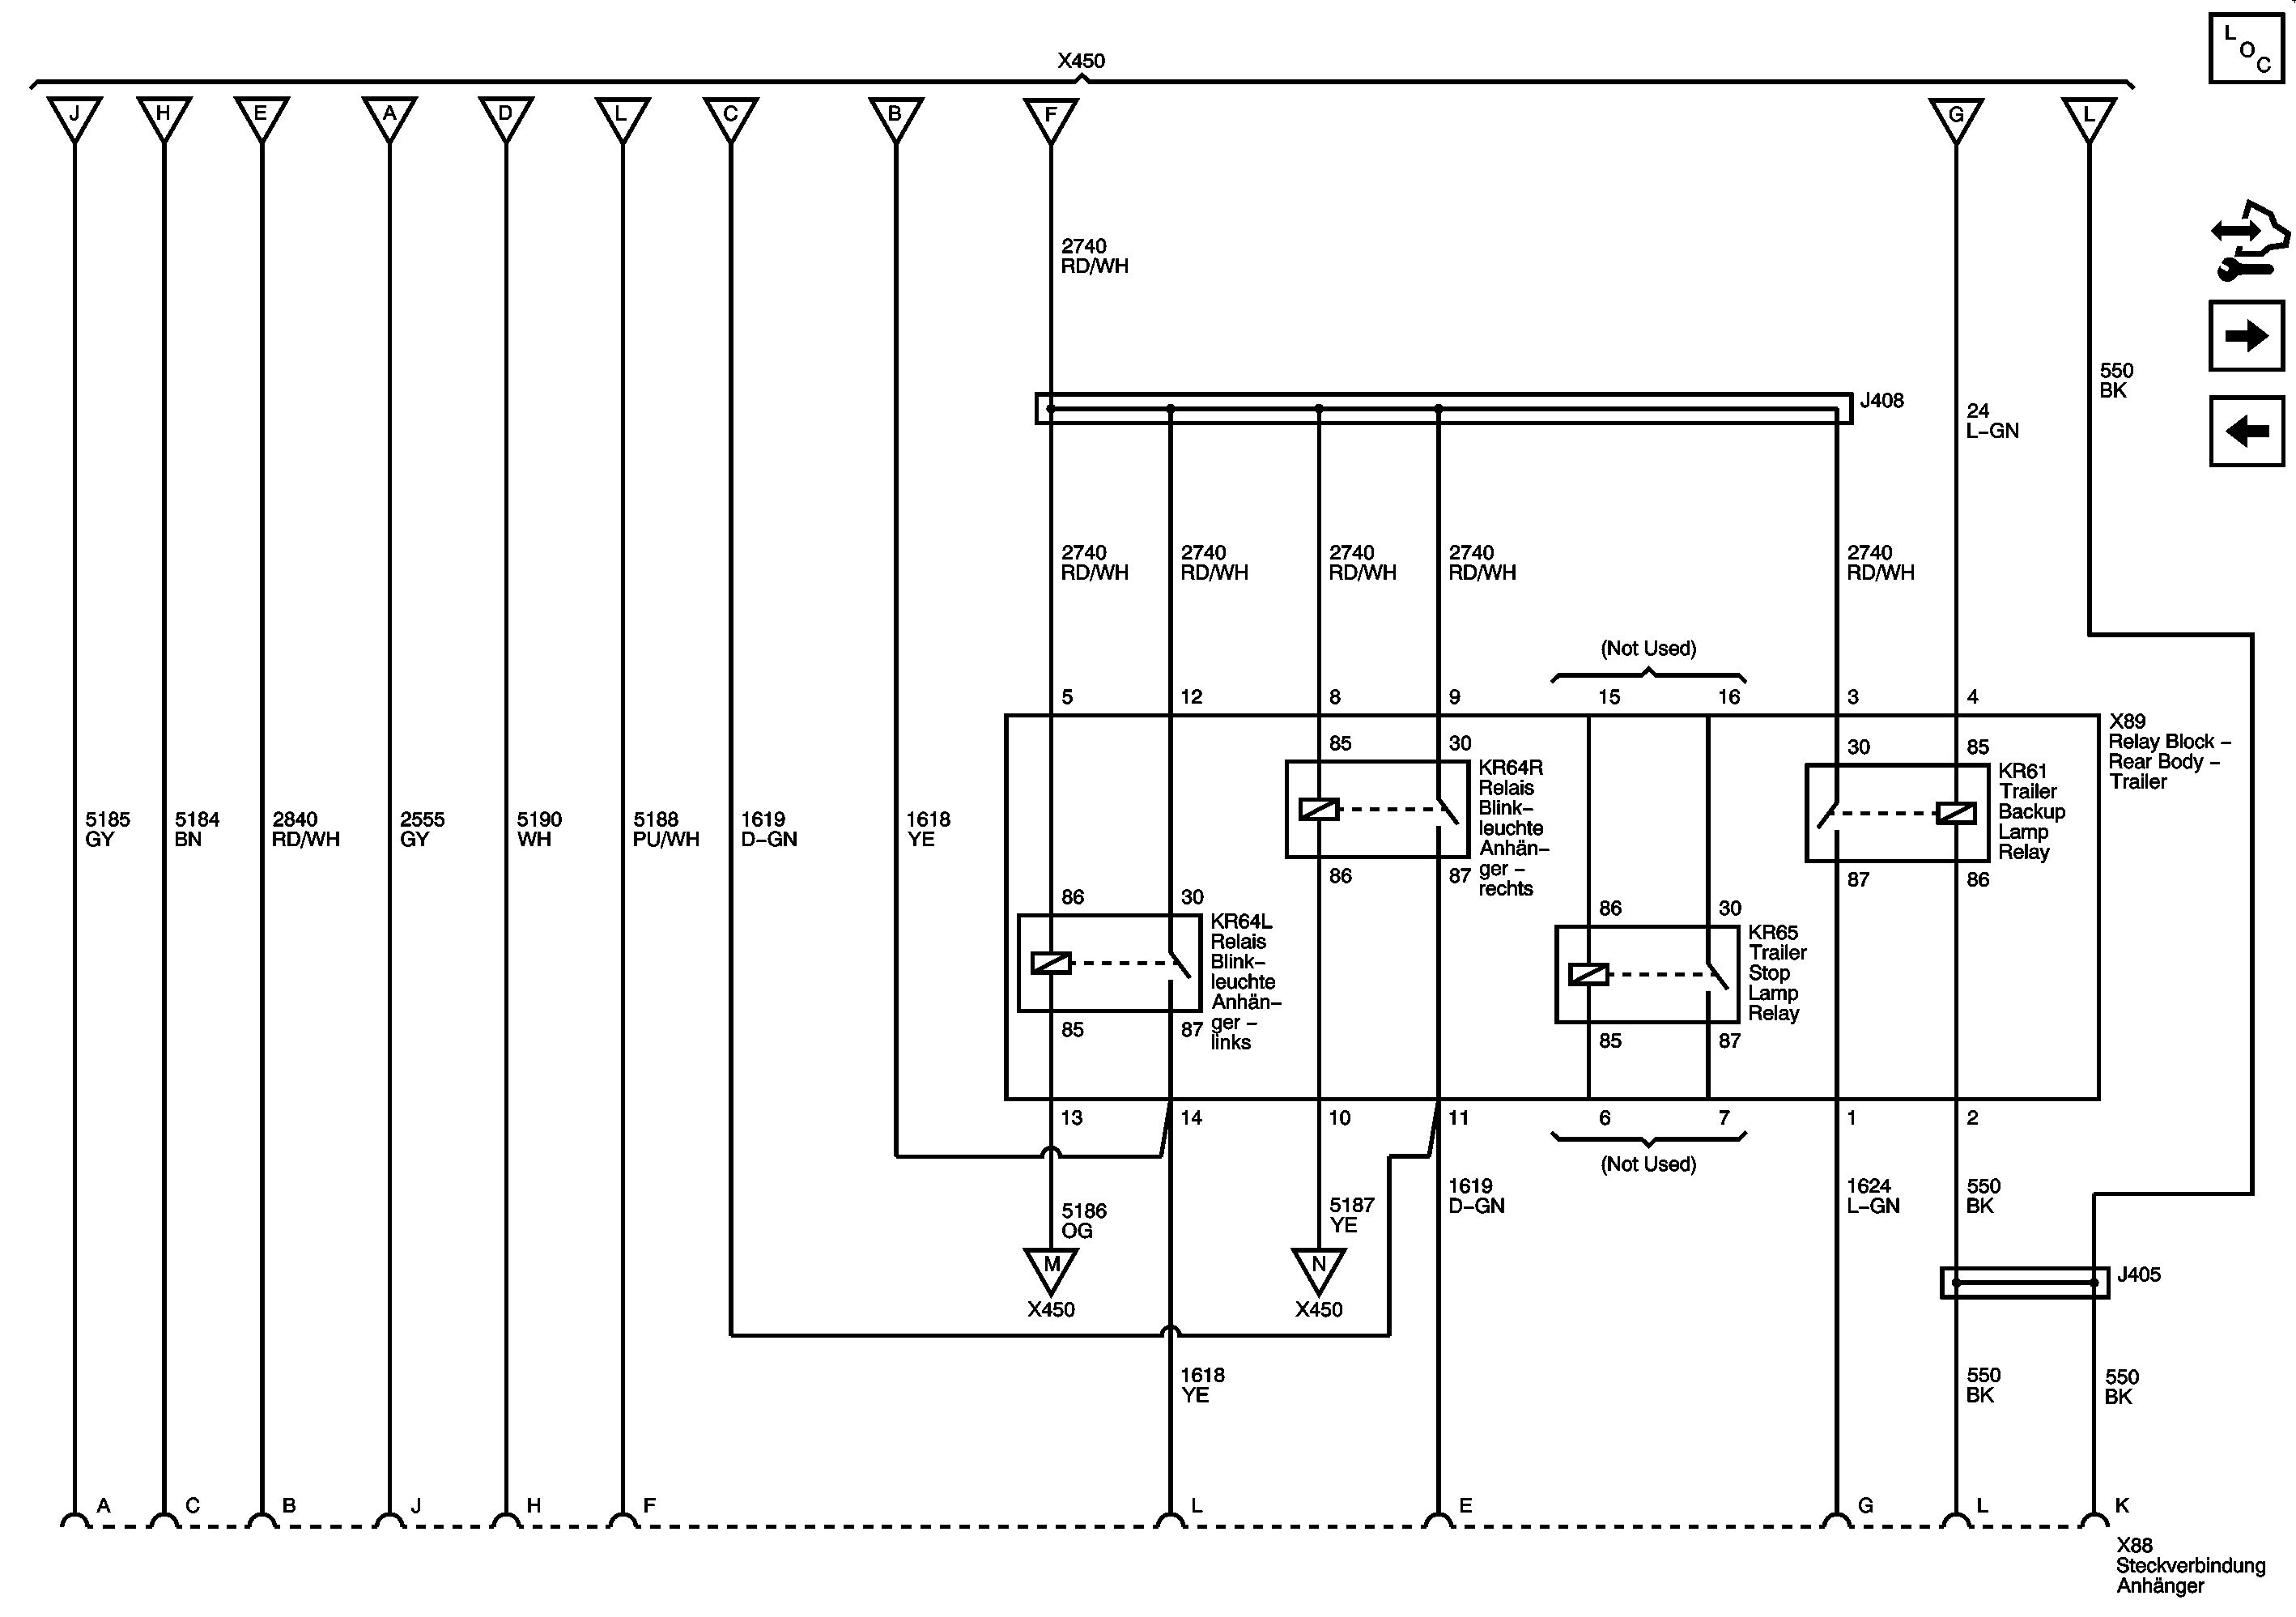 X450
L
O
C
J
H
E
A
D
L
C
B
F
G
L
2740
RD/WH
550
BK
J408
24
L-GN
2740
RD/WH
2740
RD/WH
2740
RD/WH
2740
RD/WH
2740
RD/WH
(Not Used)
5
12
8
9
15
16
3
4
X89
Relay Block -
Rear Body -
Trailer
85
30
30
85
KR64R
Relais
Blink-
leuchte
Anhän-
ger -
rechts
KR61
Trailer
Backup
Lamp
Relay
5185
GY
5184
BN
2840
RD/WH
2555
GY
5190
WH
5188
PU/WH
1619
D-GN
1618
YE
86
87
87
86
86
30
86
30
KR64L
Relais
Blink-
leuchte
Anhän-
ger -
links
KR65
Trailer
Stop
Lamp
Relay
85
87
85
87
13
14
10
11
6
7
1
2
(Not Used)
5186
OG
5187
YE
1619
D-GN
1624
L-GN
550
BK
M
N
X450
X450
J405
1618
YE
550
BK
550
BK
A
C
B
J
H
F
L
E
G
L
K
X88
Steckverbindung
Anhänger